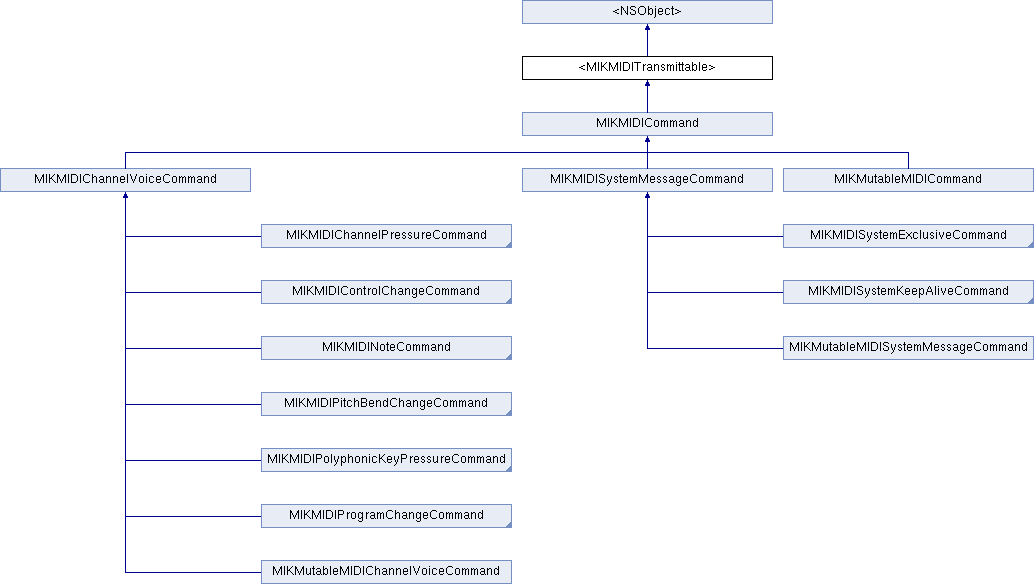 <NSObject>
<MIKMIDITransmittable>
MIKMIDICommand
MIKMIDIChannelVoiceCommand
MIKMIDISystemMessageCommand
MIKMutableMIDICommand
MIKMIDIChannelPressureCommand
MIKMIDISystemExclusiveCommand
MIKMIDIControlChangeCommand
MIKMIDISystemKeepAliveCommand
MIKMIDINoteCommand
MIKMutableMIDISystemMessageCommand
MIKMIDIPitchBendChangeCommand
MIKMIDIPolyphonicKeyPressureCommand
MIKMIDIProgramChangeCommand
MIKMutableMIDIChannelVoiceCommand